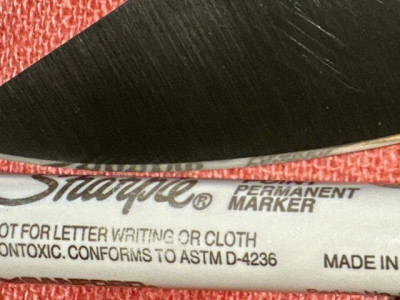 Sharpie®
PERMANENT
MARKER
OT FOR LETTER WRITING OR CLOTH
ONTOXIC. CONFORMS TO ASTM D-4236
MADE IN